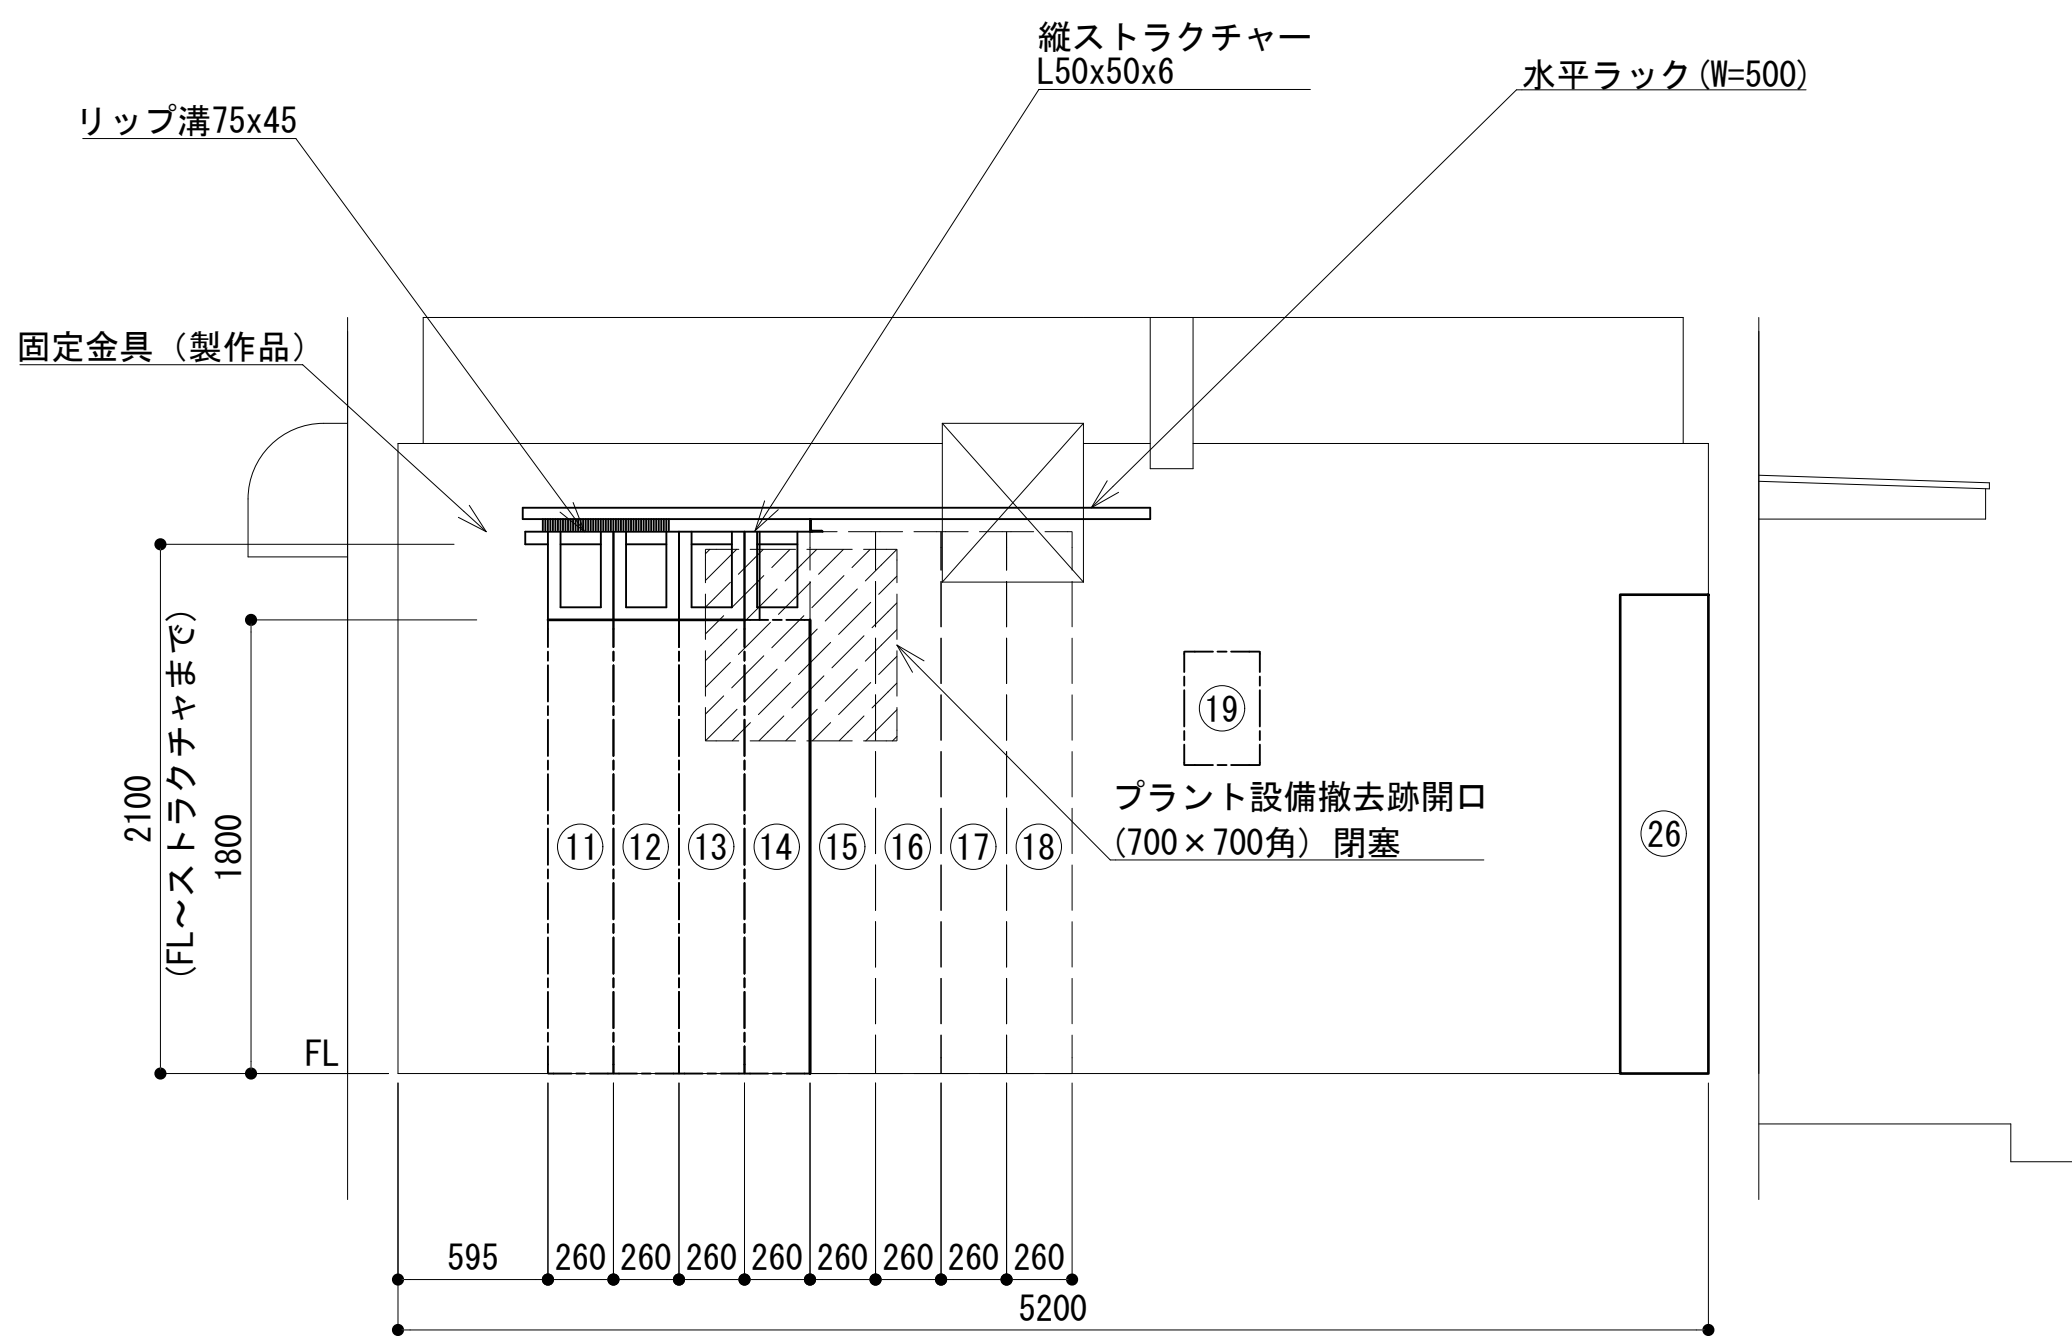 縦ストラクチャー
L50x50x6
水平ラック(W=500)
リップ溝75x45
固定金具（製作品）
2100
(FL～ストラクチャまで)
1800
FL
⑪
⑫
⑬
⑭
⑮
⑯
⑰
⑱
⑲
㉖
プラント設備撤去跡開口
(700×700角) 閉塞
595
260
260
260
260
260
260
260
260
5200